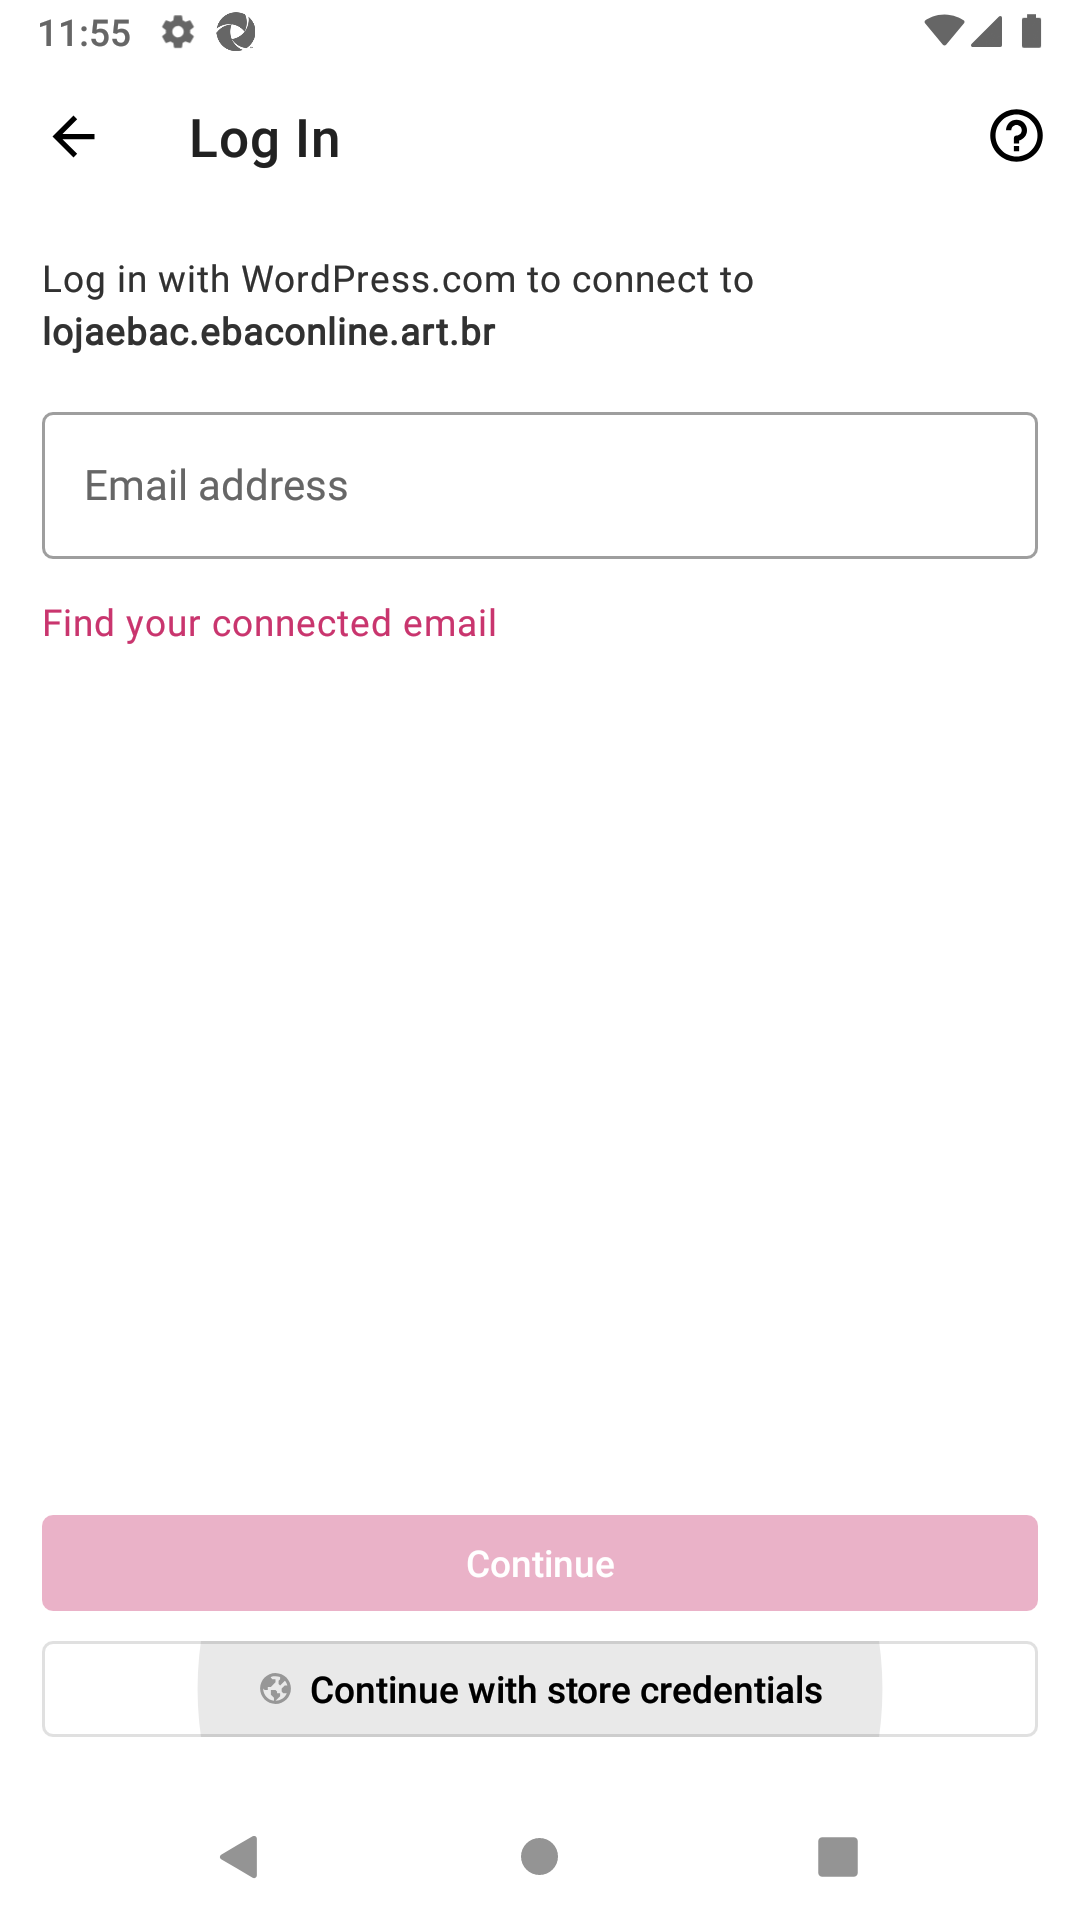 11:55
Log In
Log in with WordPress.com to connect to
lojaebac.ebaconline.art.br
Email address
Find your connected email
Continue
Continue with store credentials